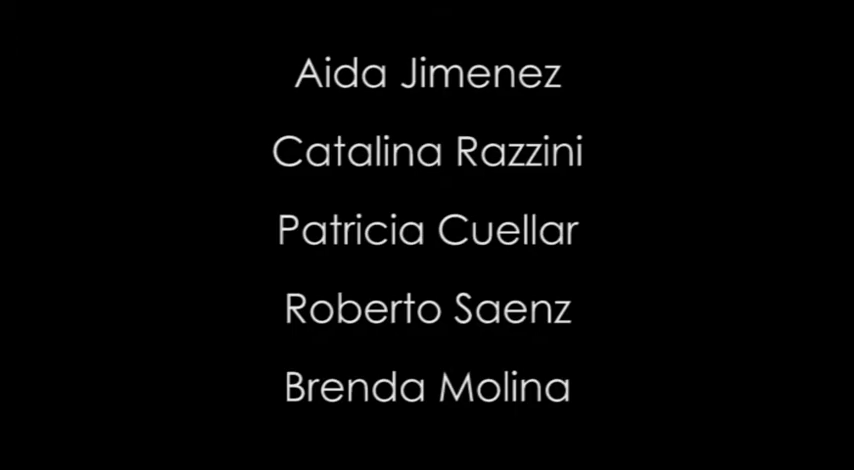 Aida Jimenez
Catalina Razzini
Patricia Cuellar
Roberto Saenz
Brenda Molina